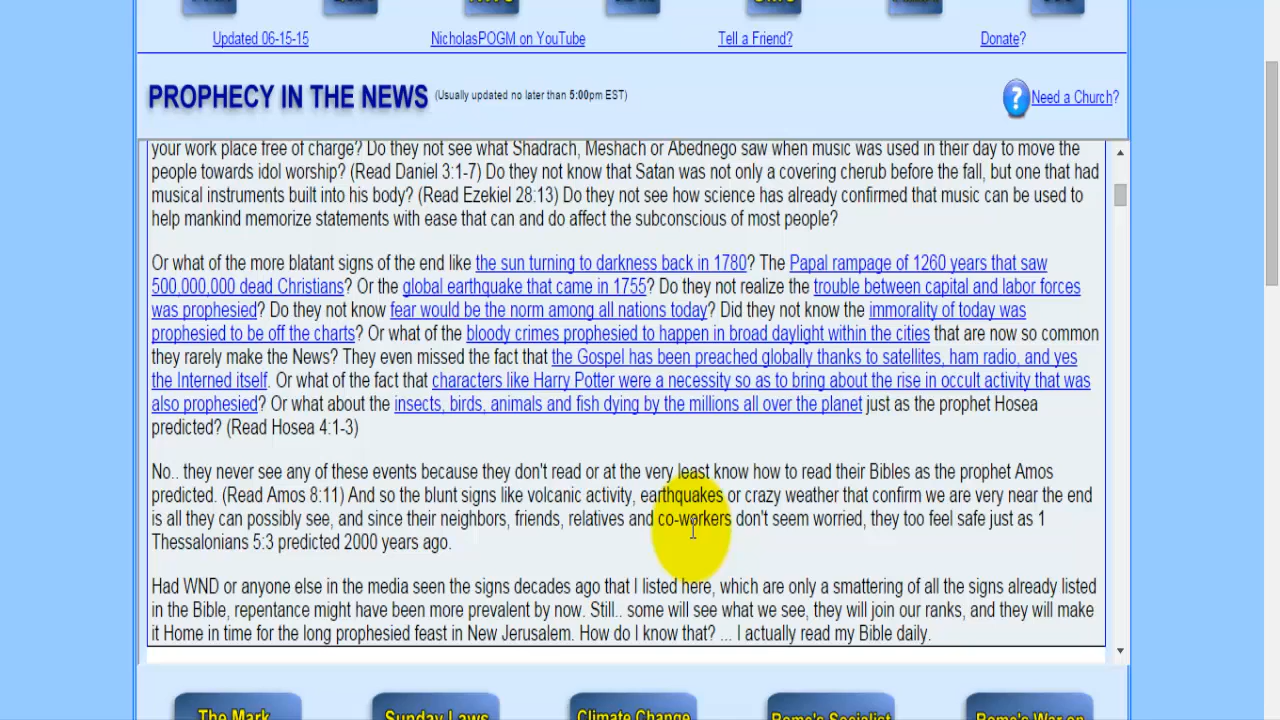 Updated 06-15-15
NicholasPOGM on YouTube
Tell a Friend?
Donate?
PROPHECY IN THE NEWS (Usually updated no later than 5:00pm EST)
Need a Church?
your work place free of charge? Do they not see what Shadrach, Meshach or Abednego saw when music was used in their day to move the
people towards idol worship? (Read Daniel 3:1-7) Do they not know that Satan was not only a covering cherub before the fall, but one that had
musical instruments built into his body? (Read Ezekiel 28:13) Do they not see how science has already confirmed that music can be used to
help mankind memorize statements with ease that can and do affect the subconscious of most people?
Or what of the more blatant signs of the end like the sun turning to darkness back in 1780? The Papal rampage of 1260 years that saw
500,000,000 dead Christians? Or the global earthquake that came in 1755? Do they not realize the trouble between capital and labor forces
was prophesied? Do they not know fear would be the norm among all nations today? Did they not know the immorality of today was
prophesied to be off the charts? Or what of the bloody crimes prophesied to happen in broad daylight within the cities that are now so common
they rarely make the News? They even missed the fact that the Gospel has been preached globally thanks to satellites, ham radio, and yes
the Interned itself. Or what of the fact that characters like Harry Potter were a necessity so as to bring about the rise in occult activity that was
also prophesied? Or what about the insects, birds, animals and fish dying by the millions all over the planet just as the prophet Hosea
predicted? (Read Hosea 4:1-3)
No.. they never see any of these events because they don't read or at the very least know how to read their Bibles as the prophet Amos
predicted. (Read Amos 8:11) And so the blunt signs like volcanic activity, earthquakes or crazy weather that confirm we are very near the end
is all they can possibly see, and since their neighbors, friends, relatives and co-workers don't seem worried, they too feel safe just as 1
Thessalonians 5:3 predicted 2000 years ago.
Had WND or anyone else in the media seen the signs decades ago that I listed here, which are only a smattering of all the signs already listed
in the Bible, repentance might have been more prevalent by now. Still.. some will see what we see, they will join our ranks, and they will make
it Home in time for the long prophesied feast in New Jerusalem. How do I know that? ... I actually read my Bible daily.
The Mark
Sunday Laws
Climate Change
Rome's Socialist
Rome's War on